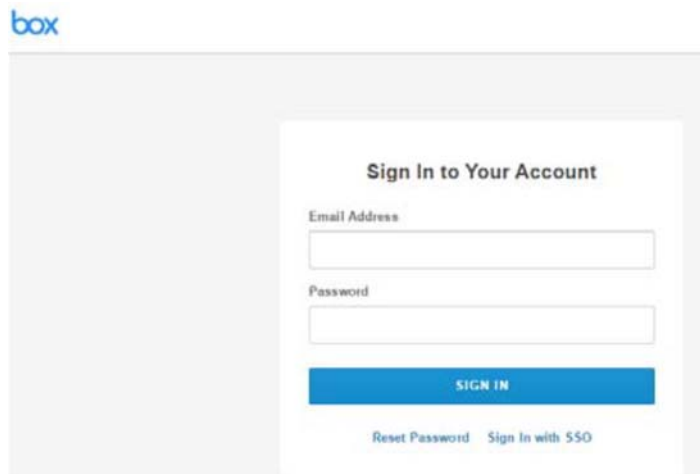 box
Sign In to Your Account
Email Address
Password
SIGN IN
Reset Password Sign In with SSO